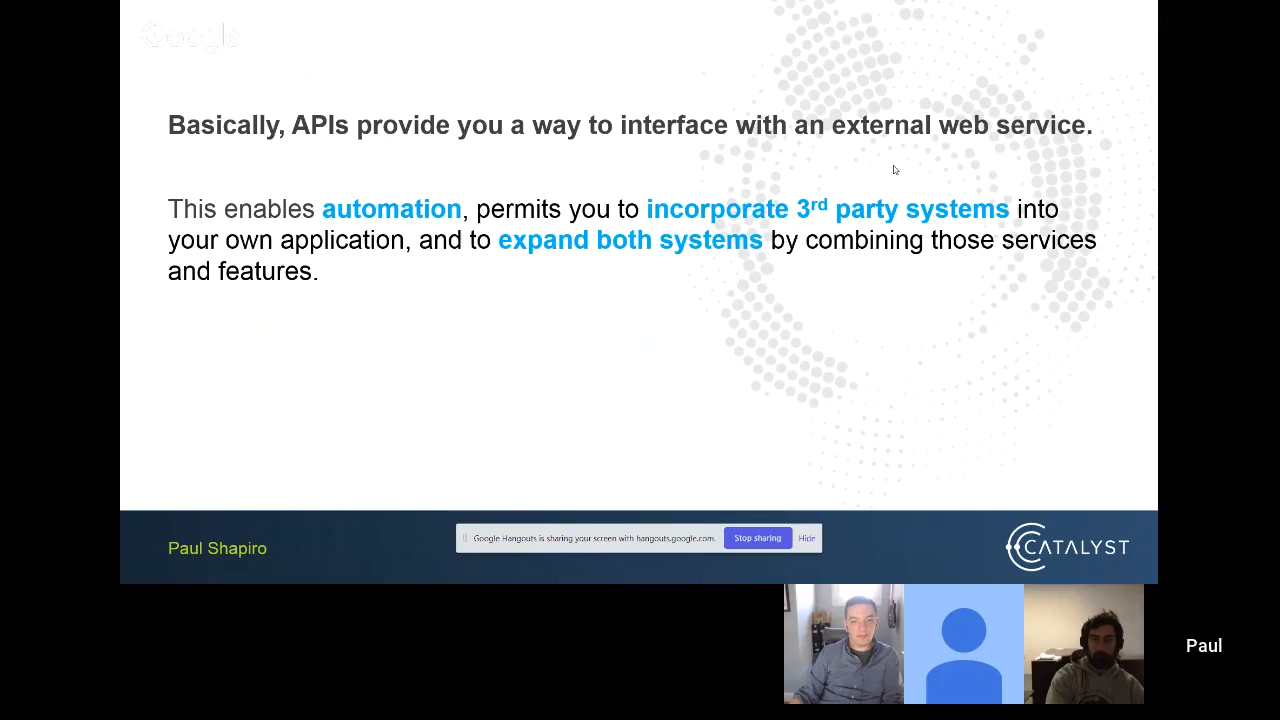 Google
Basically, APIs provide you a way to interface with an external web service.
This enables automation, permits you to incorporate 3rd party systems into
your own application, and to expand both systems by combining those services
and features.
Paul Shapiro
Google Hangouts is sharing your screen with hangouts.google.com.
Stop sharing
Hide
CATALYST
Paul